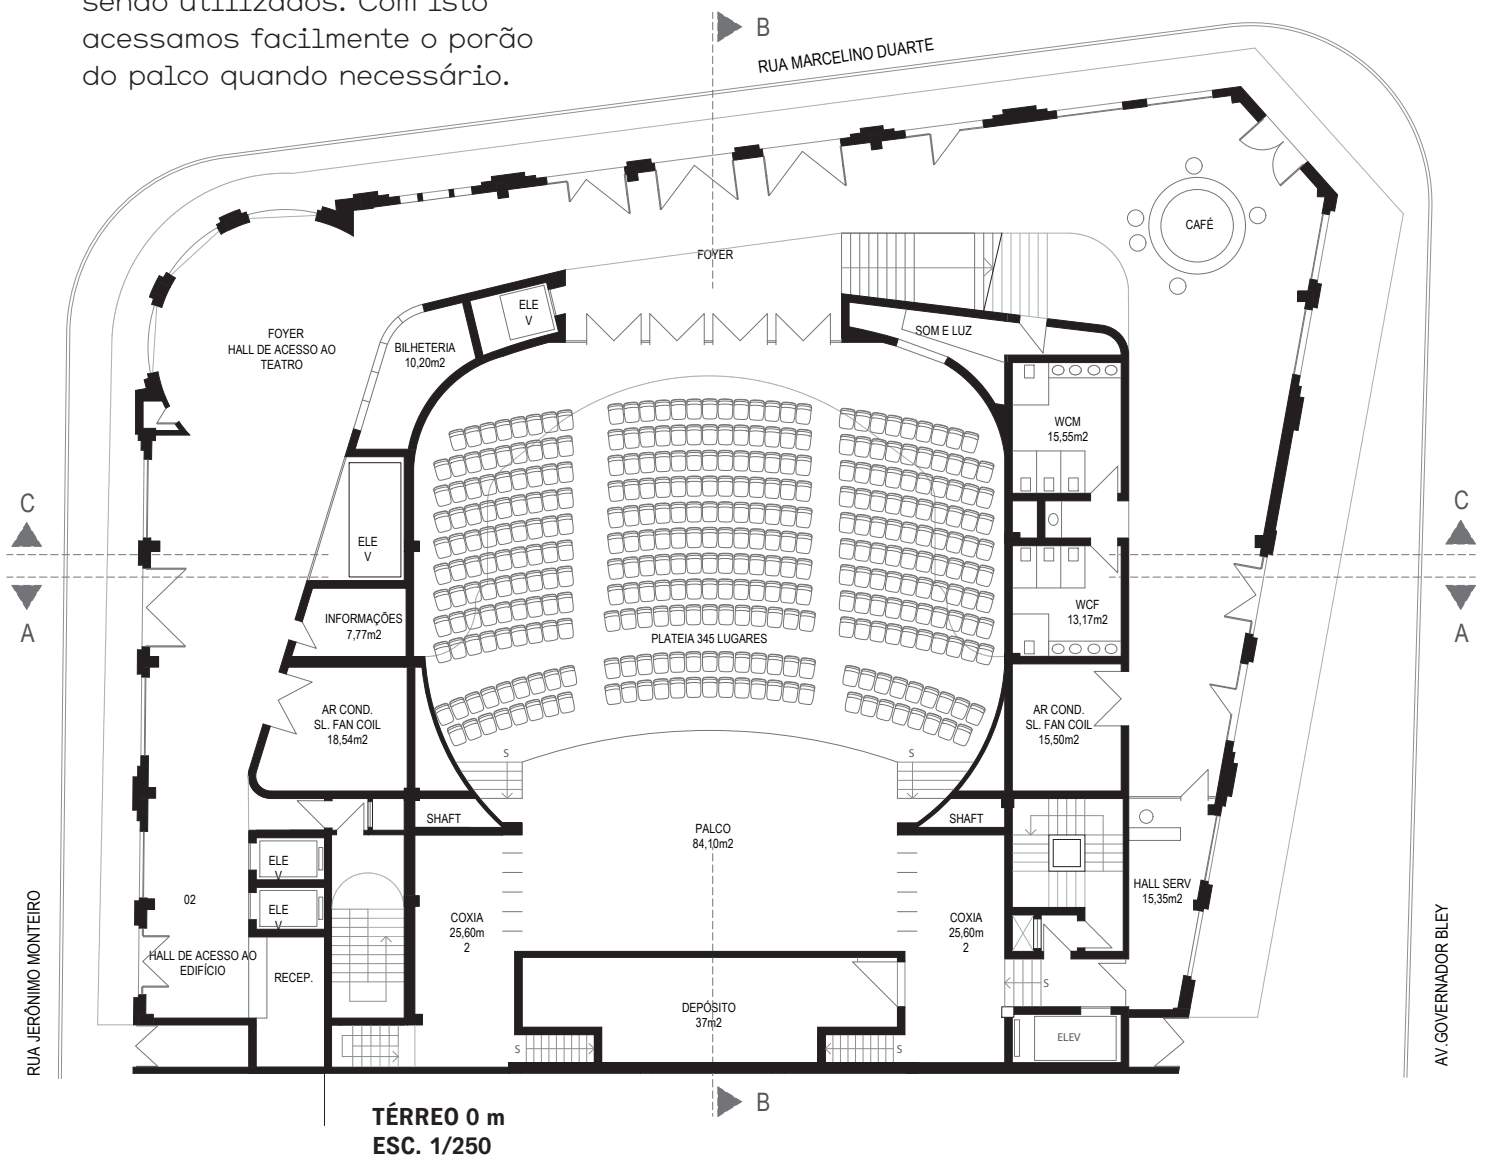 sendo utilizados. Com isto
acessamos facilmente o porão
do palco quando necessário.
B
RUA MARCELINO DUARTE
CAFÉ
FOYER
ELE
V
SOM E LUZ
FOYER
HALL DE ACESSO AO
TEATRO
BILHETERIA
10,20m2
WCM
15,55m2
C
C
ELE
V
A
A
INFORMAÇÕES
7,77m2
WCF
13,17m2
PLATEIA 345 LUGARES
AR COND.
SL. FAN COIL
18,54m2
AR COND.
SL. FAN COIL
15,50m2
S
S
SHAFT
SHAFT
PALCO
84,10m2
ELE
V
HALL SERV
15,35m2
02
ELE
V
COXIA
25,60m
2
COXIA
25,60m
2
HALL DE ACESSO AO
EDIFÍCIO
RECEP.
S
DEPÓSITO
37m2
S
S
ELEV
RUA JERÔNIMO MONTEIRO
AV.GOVERNADOR BLEY
B
TÉRREO 0 m
ESC. 1/250